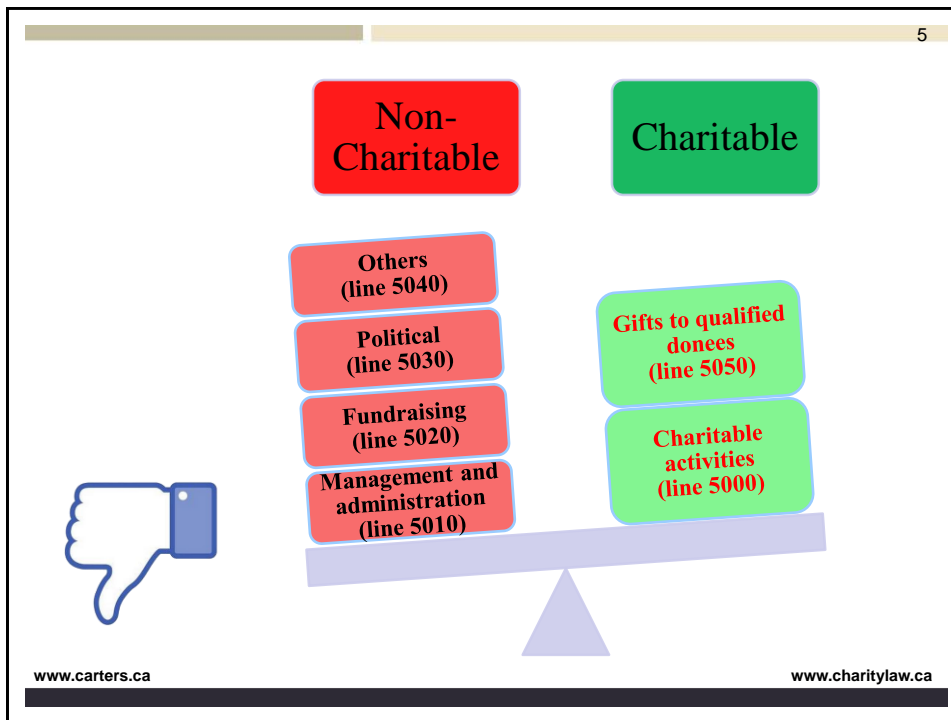 5
Non-
Charitable
Charitable
Others
(line 5040)
Political
(line 5030)
Fundraising
(line 5020)
Management and
administration
(line 5010)
Gifts to qualified
donees
(line 5050)
Charitable
activities
(line 5000)
www.carters.ca
www.charitylaw.ca